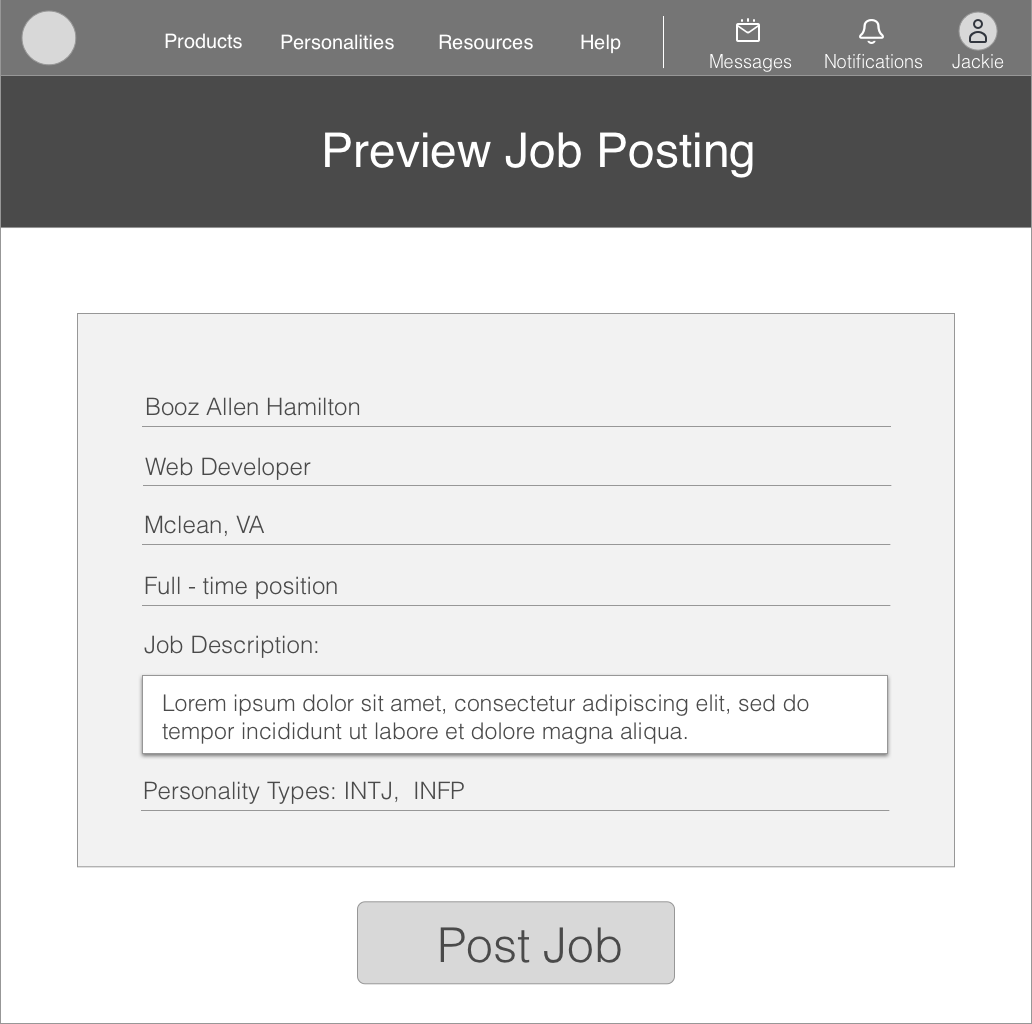 Products Personalities Resources Help
Messages Notifications Jackie
Preview Job Posting
Booz Allen Hamilton
Web Developer
Mclean, VA
Full - time position
Job Description:
Lorem ipsum dolor sit amet, consectetur adipiscing elit, sed do
tempor incididunt ut labore et dolore magna aliqua.
Personality Types: INTJ,  INFP
Post Job